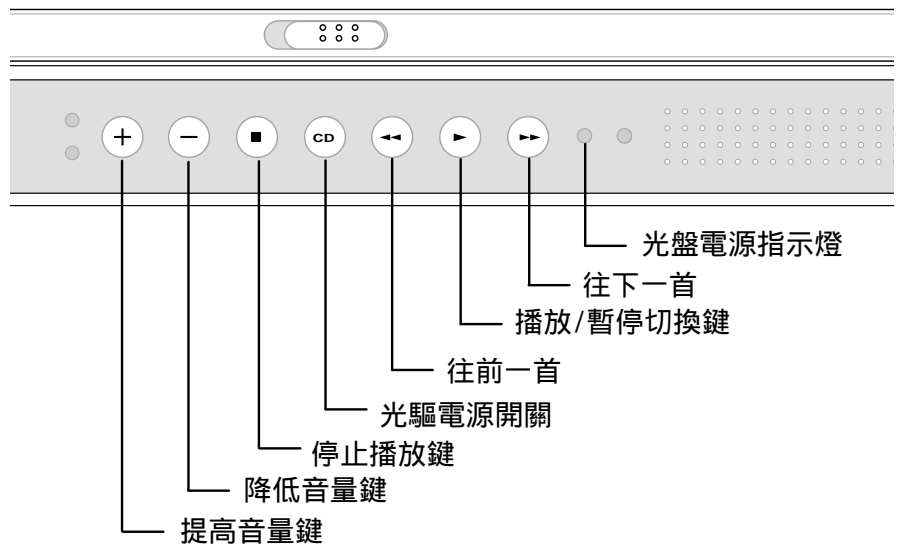 CD
光盤電源指示燈
往下一首
播放/暫停切換鍵
往前一首
光驅電源開關
停止播放鍵
降低音量鍵
提高音量鍵